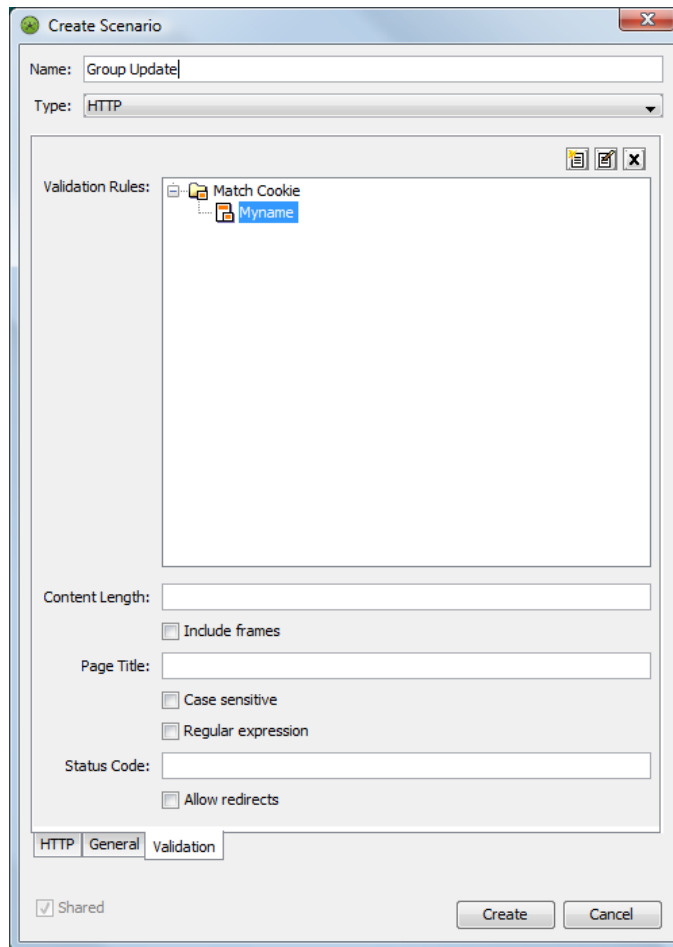 Create Scenario
Name: Group Update
Type: HTTP
Validation Rules:
Match Cookie
Myname
Content Length:
Include frames
Page Title:
Case sensitive
Regular expression
Status Code:
Allow redirects
HTTP General Validation
Shared
Create Cancel